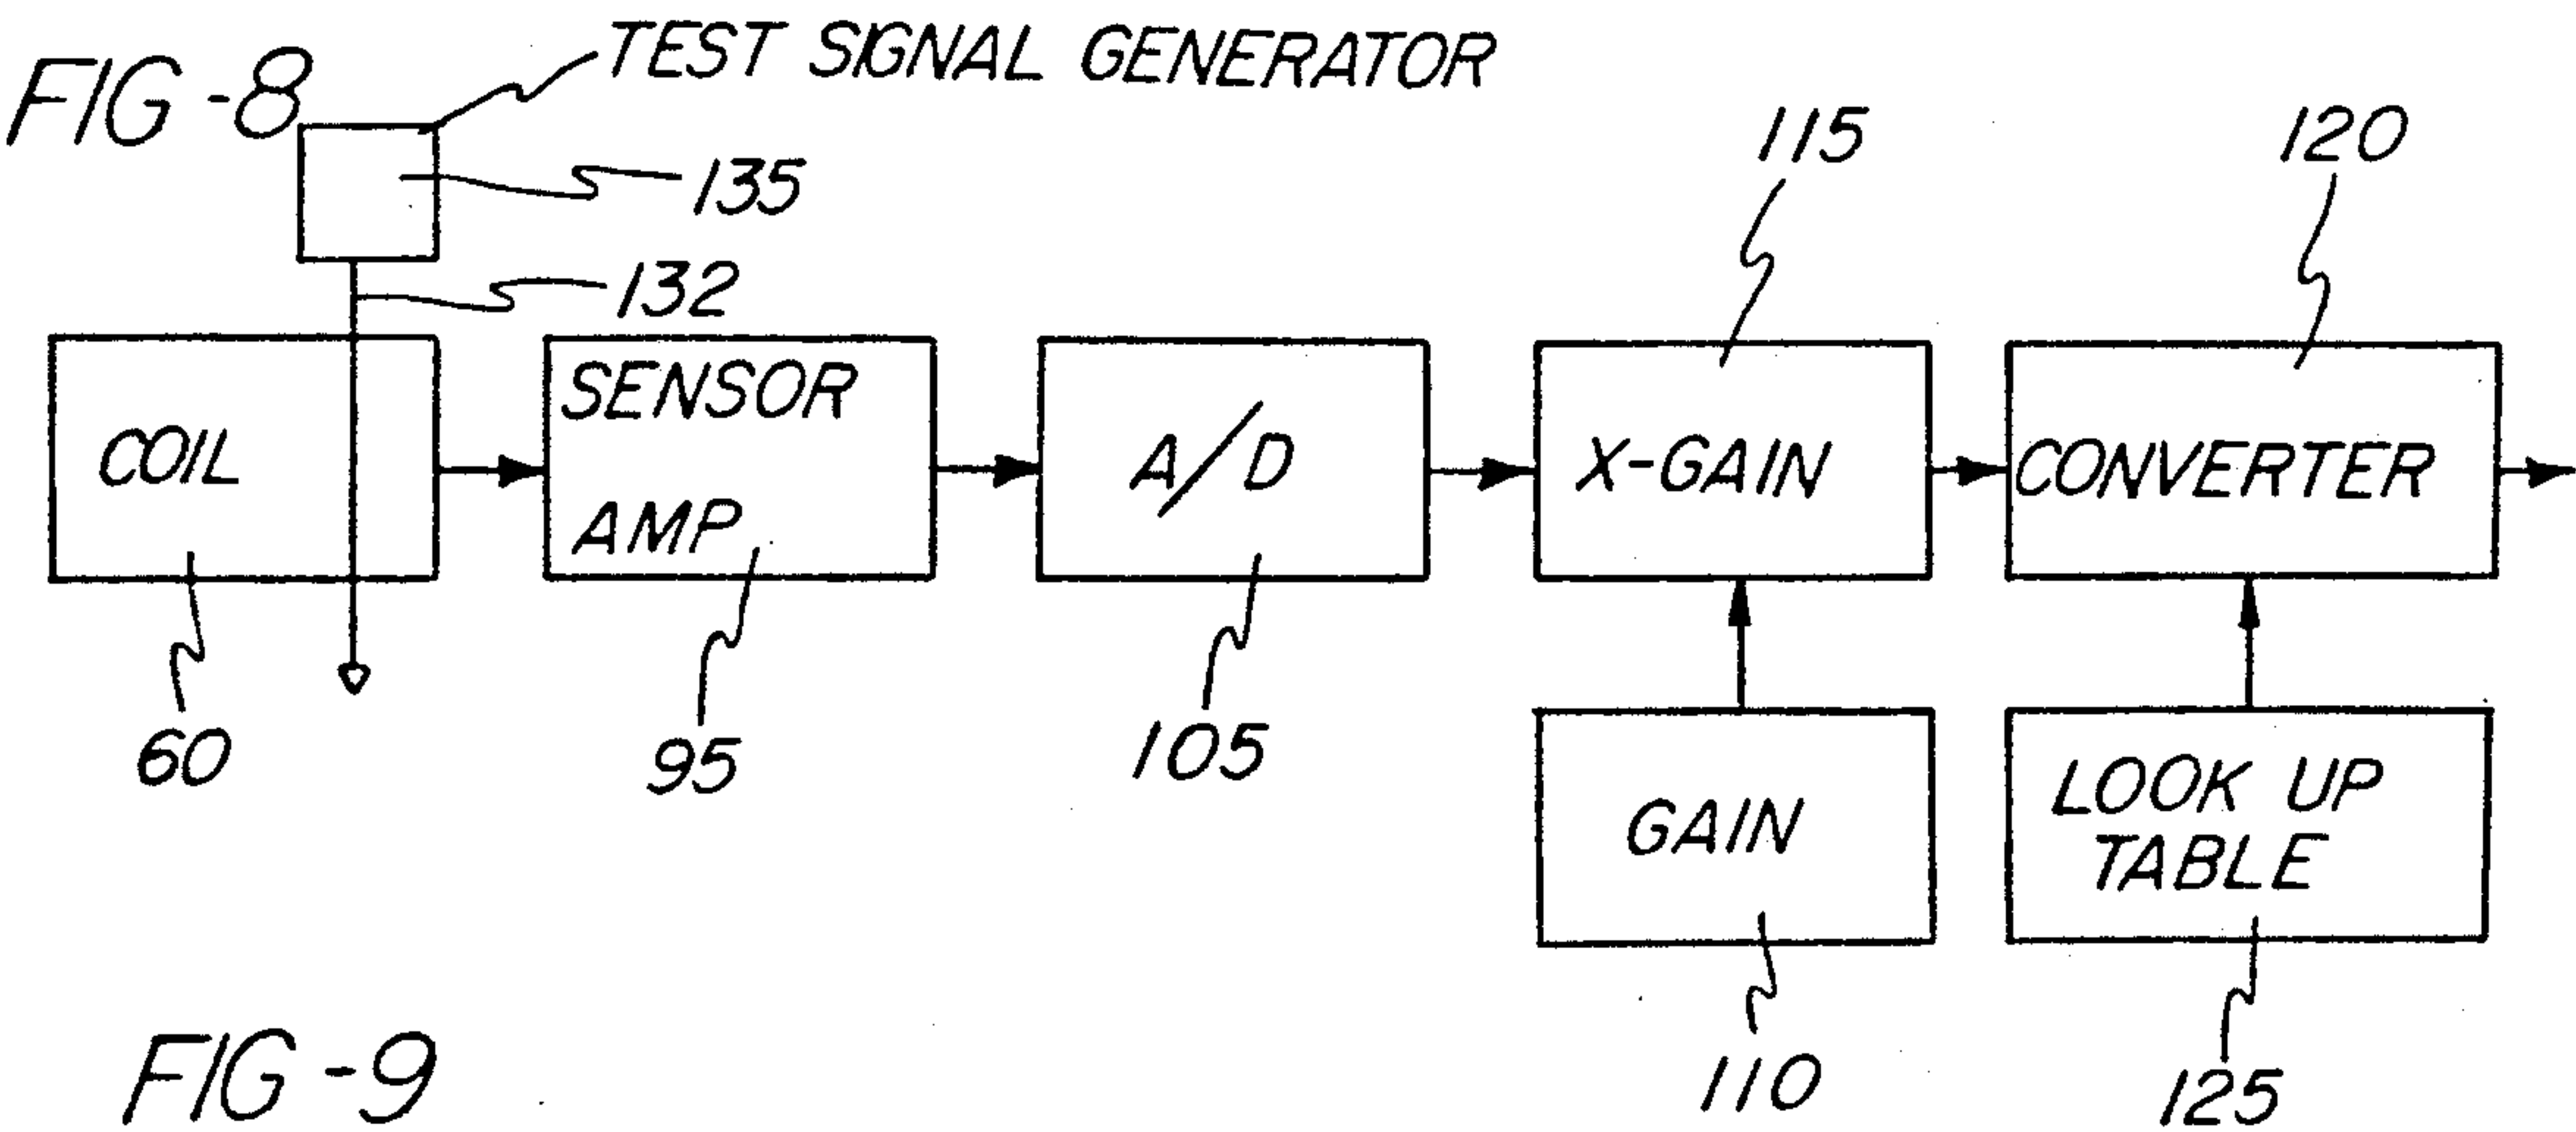 FIG-8
TEST SIGNAL GENERATOR
135
132
115
120
COIL
SENSOR
AMP
A/D
X-GAIN
CONVERTER
60
95
105
GAIN
LOOK UP
TABLE
110
125
FIG-9